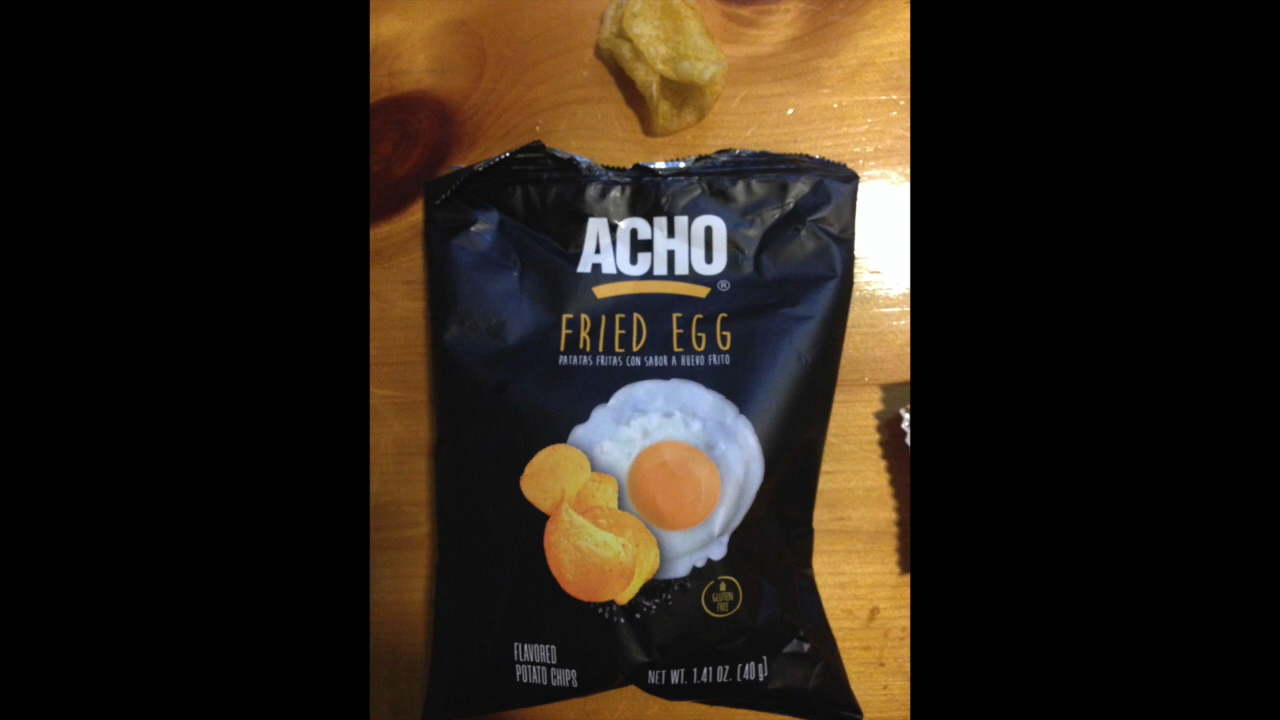 ACHO
®
FRIED EGG
PATATAS FRITAS CON SABOR A HUEVO FRITO
GLUTEN
FREE
FLAVORED
POTATO CHIPS
NET WT. 1.41 OZ. (40 g)